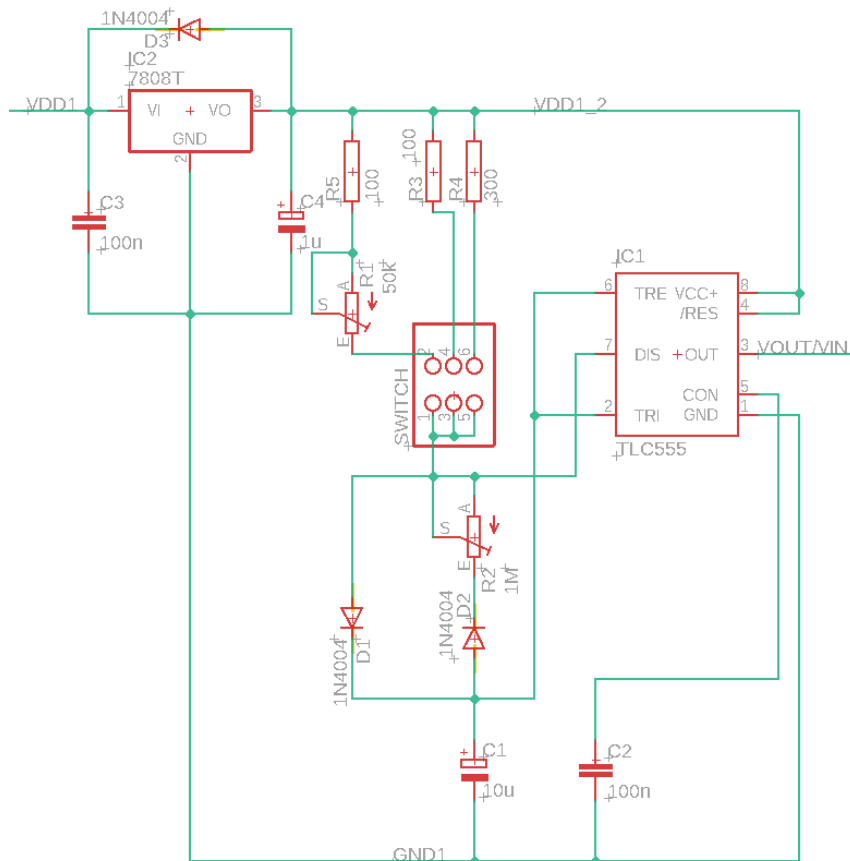 1N4004
D3
IC2
7808T
VDD1
1
VI
VO
3
GND
2
VDD1_2
C3
100n
C4
1u
R5
100
R3
100
R4
300
R1
50k
A
S
E
SWITCH
2
4
6
1
3
5
IC1
6
TRE
VCC+
8
/RES
4
7
DIS
OUT
3
VOUT/VIN
CON
5
2
TRI
GND
1
TLC555
A
S
E
R2
1M
1N4004
D1
1N4004
D2
C1
10u
C2
100n
GND1